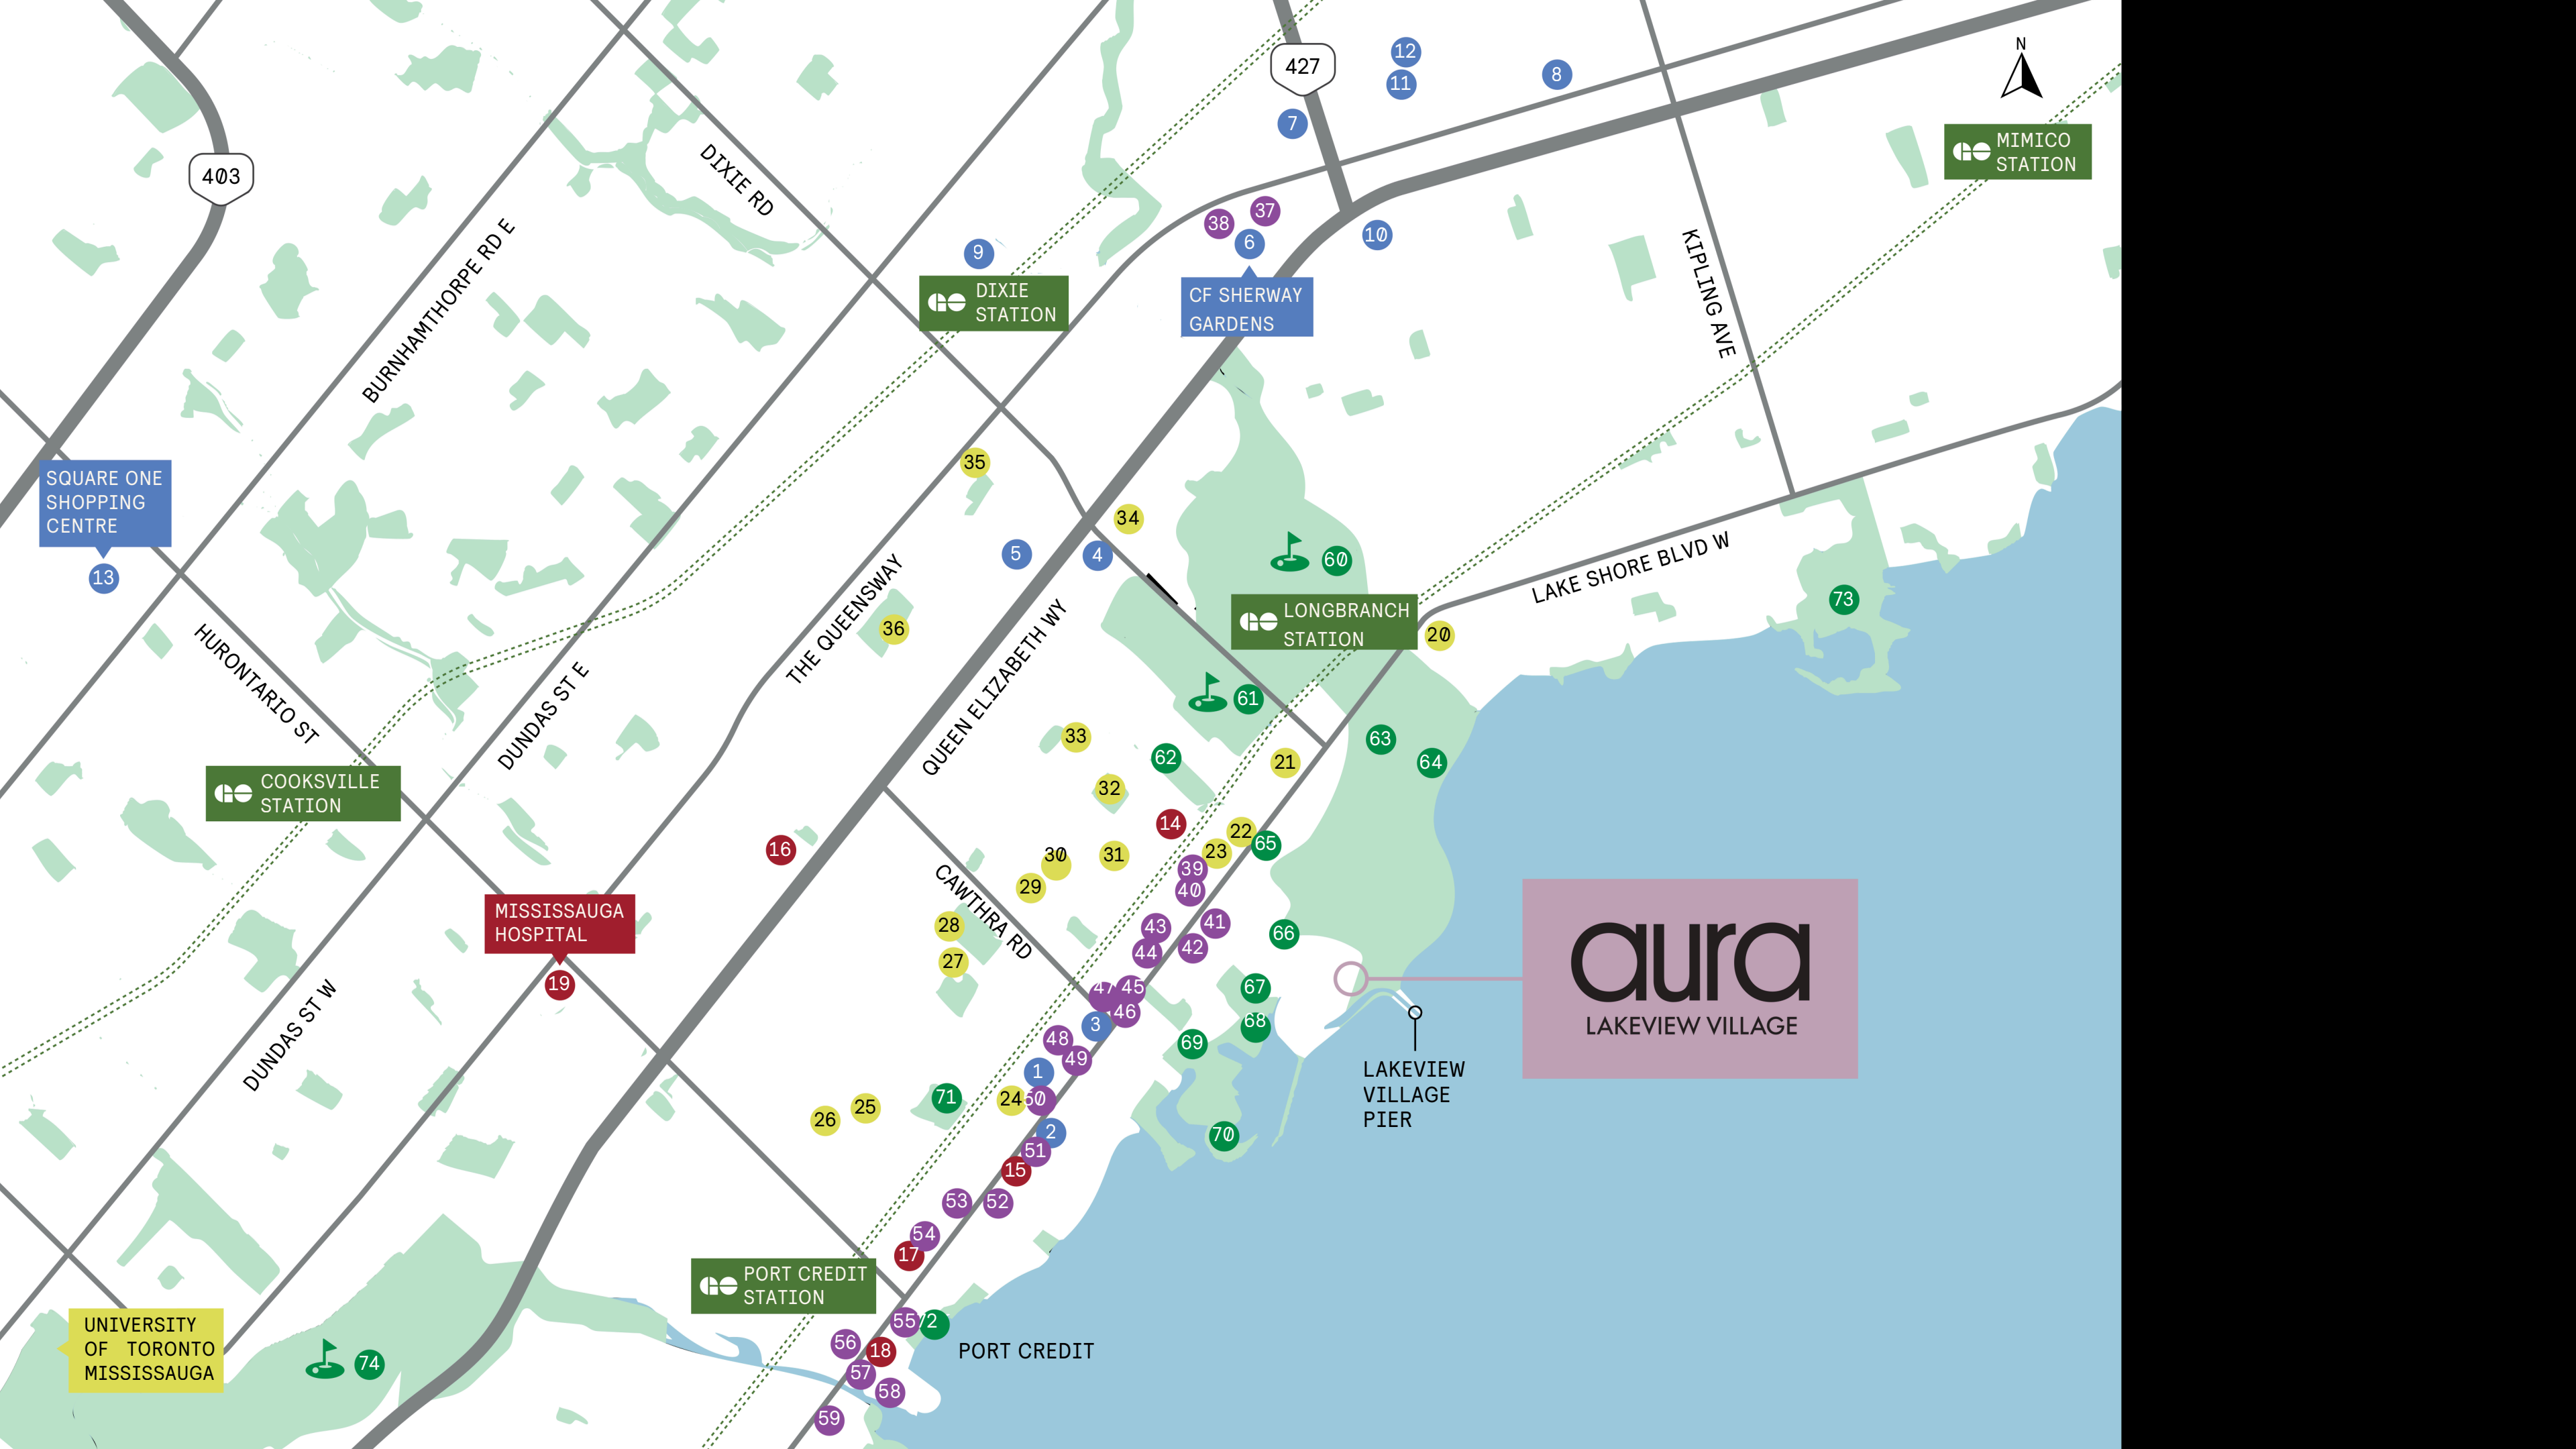 12
427
8
11
N
7
MIMICO
STATION
DIXIE RD
403
37
38
10
6
9
BURNHAMTHORPE RD E
KIPLING AVE
DIXIE
STATION
CF SHERWAY
GARDENS
35
SQUARE ONE
SHOPPING
CENTRE
34
5
4
60
LAKE SHORE BLVD W
13
73
THE QUEENSWAY
36
LONGBRANCH
STATION
20
HURONTARIO ST
DUNDAS ST E
QUEEN ELIZABETH WY
61
33
62
63
64
21
COOKSVILLE
STATION
32
14
22
65
16
30
31
23
39
29
40
CAWTHRA RD
MISSISSAUGA
HOSPITAL
28
43
41
66
44
42
27
aura
LAKEVIEW VILLAGE
19
47
45
67
46
3
68
DUNDAS ST W
48
69
49
1
LAKEVIEW
VILLAGE
PIER
71
24
50
25
26
2
70
51
15
53
52
54
17
PORT CREDIT
STATION
55
72
UNIVERSITY
OF TORONTO
MISSISSAUGA
56
18
PORT CREDIT
74
57
58
59